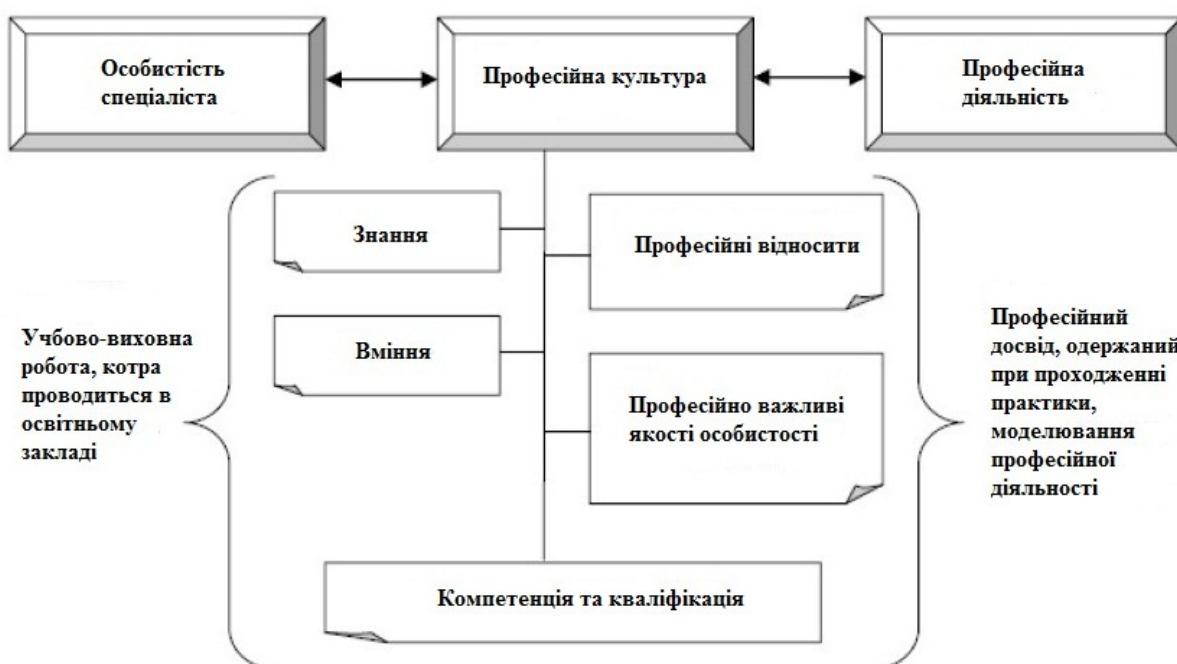 Особистість
спеціаліста
Професійна культура
Професійна
діяльність
Знання
Професійні відносити
Вміння
Професійно важливі
якості особистості
Учбово-виховна
робота, котра
проводиться в
освітньому
закладі
Професійний
досвід, одержаний
при проходженні
практики,
моделювання
професійної
діяльності
Компетенція та кваліфікація